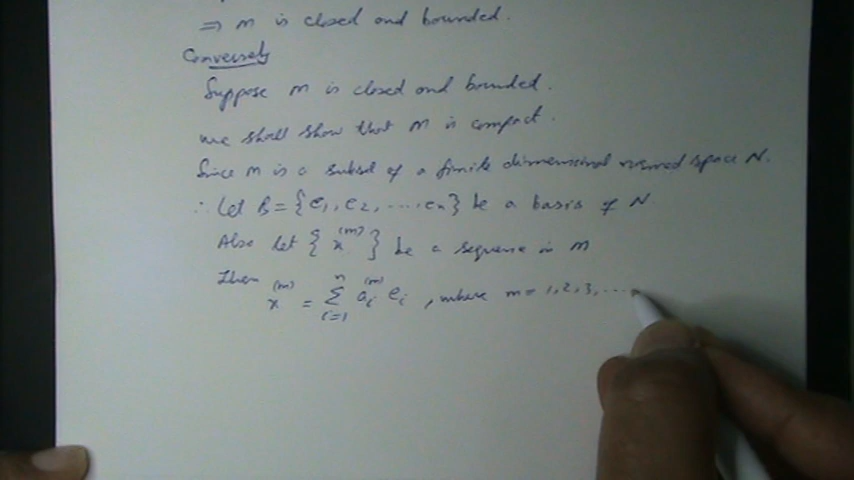 ⇒ M is closed and bounded.
Conversely
Suppose M is closed and bounded.
we shall show that M is compact.
Since M is a subset of a finite dimensional normed space N.
∴ Let B = {e₁, e₂, ....., eₙ} be a basis of N
Also let {x^(m)} be a sequence in M
Then x^(m) = Σ_{i=1}^{n} a_i^(m) e_i , where m = 1, 2, 3, ....